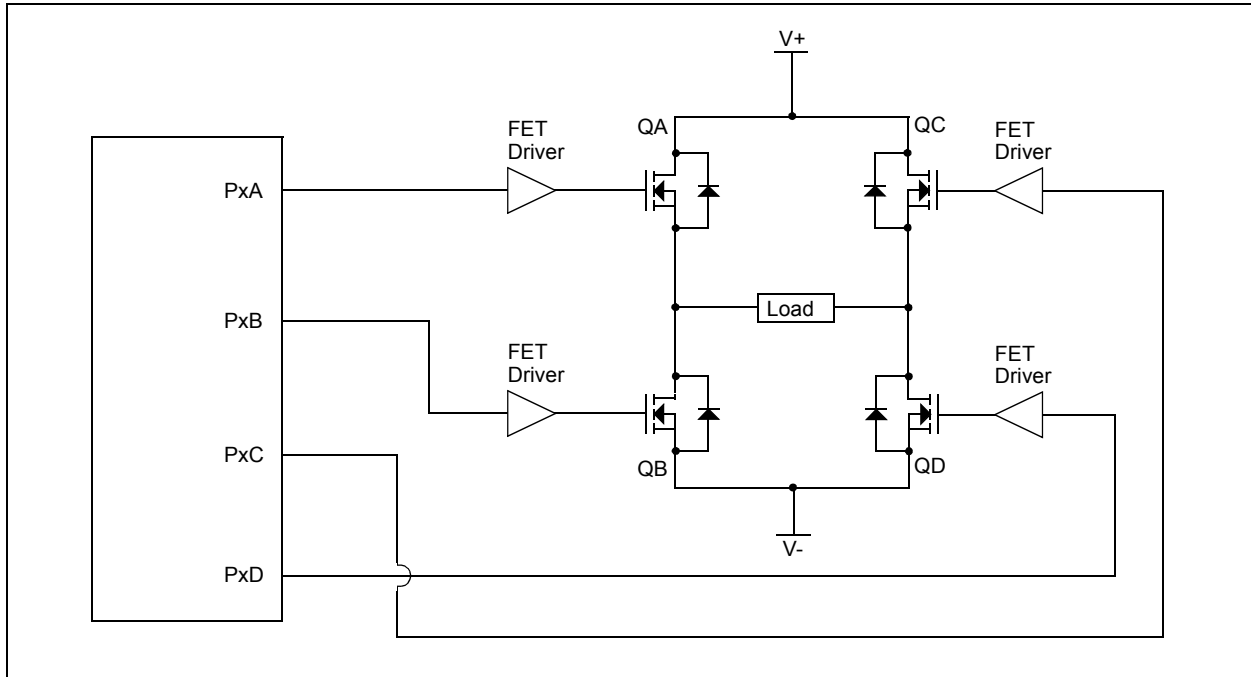 V+
FET
Driver
QA
QC
FET
Driver
PxA
Load
PxB
FET
Driver
FET
Driver
PxC
QB
QD
V-
PxD